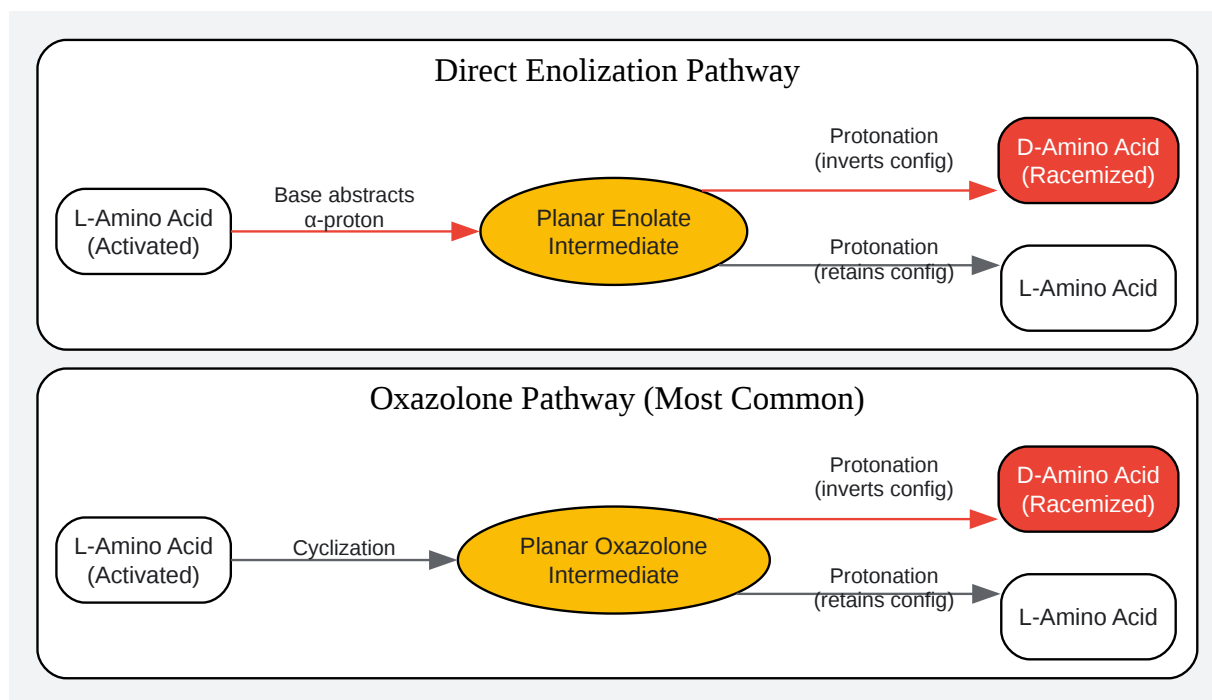 Direct Enolization Pathway
L-Amino Acid
(Activated)
Base abstracts
α-proton
Planar Enolate
Intermediate
Protonation
(inverts config)
D-Amino Acid
(Racemized)
Protonation
(retains config)
L-Amino Acid
Oxazolone Pathway (Most Common)
L-Amino Acid
(Activated)
Cyclization
Planar Oxazolone
Intermediate
Protonation
(inverts config)
D-Amino Acid
(Racemized)
Protonation
(retains config)
L-Amino Acid